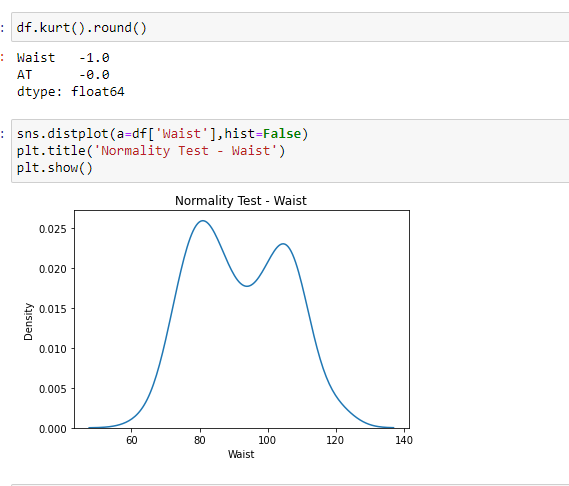 : df.kurt().round()
: Waist   -1.0
AT      -0.0
dtype: float64
: sns.distplot(a=df['Waist'],hist=False)
plt.title('Normality Test - Waist')
plt.show()
Normality Test - Waist
0.025
0.020
0.015
0.010
0.005
0.000
Density
60 80 100 120 140
Waist